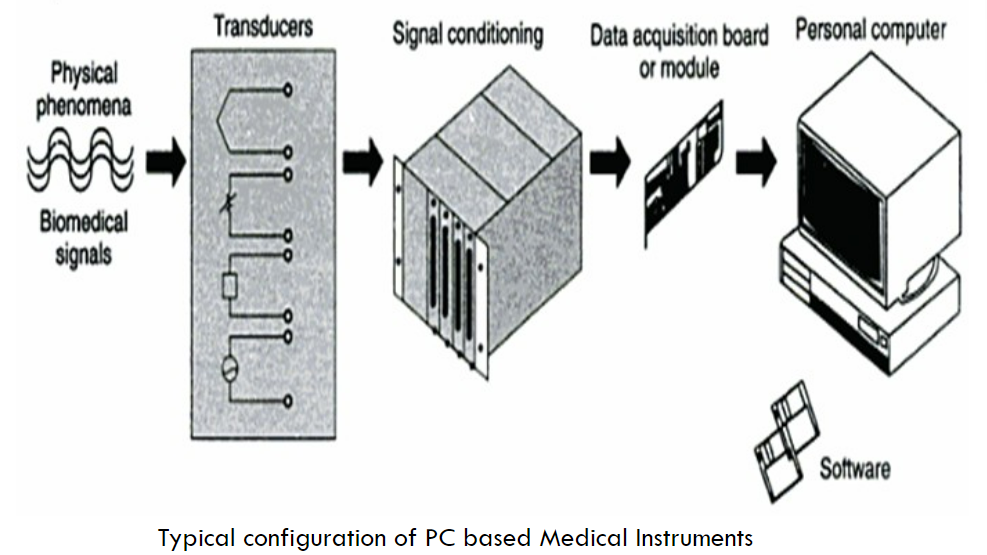 Transducers
Signal conditioning
Data acquisition board
or module
Personal computer
Physical
phenomena
Biomedical
signals
Software
Typical configuration of PC based Medical Instruments